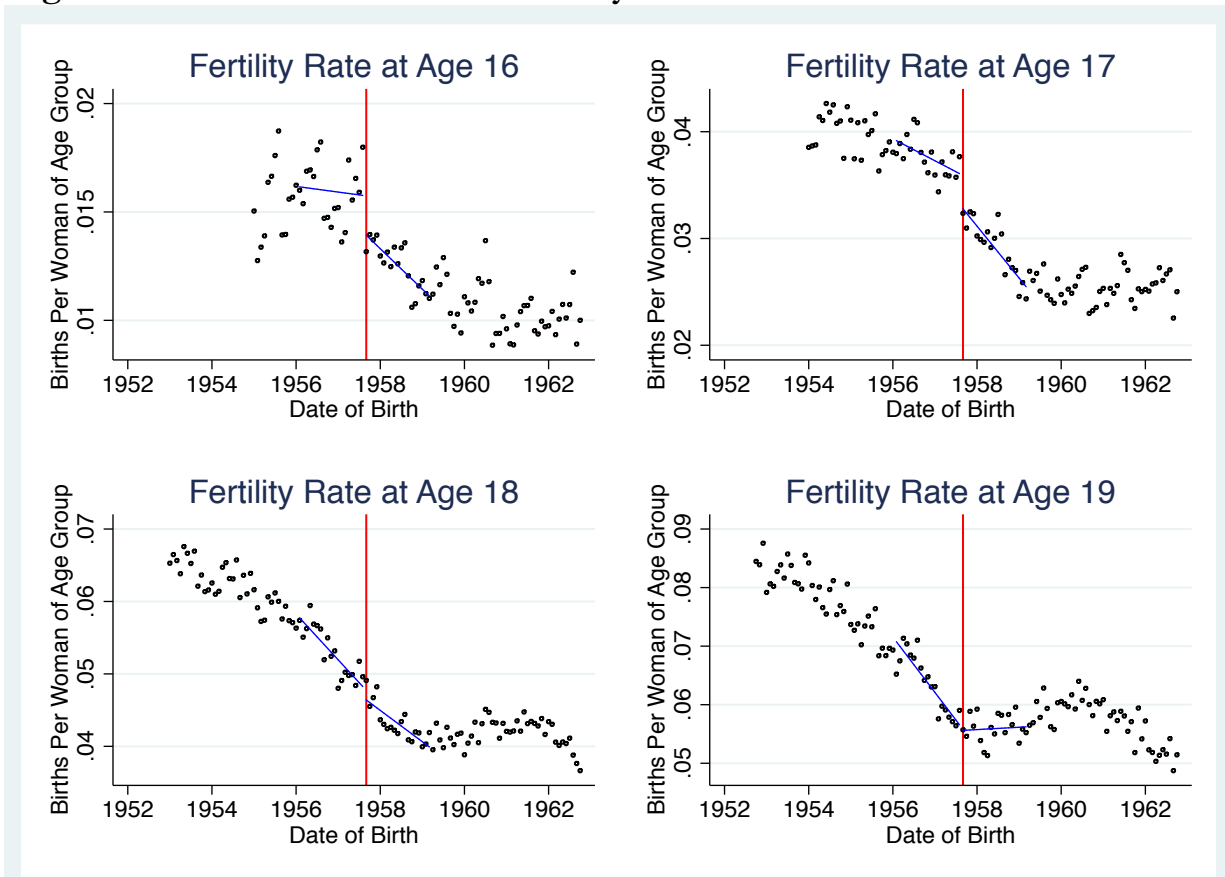 Fertility Rate at Age 16
Births Per Woman of Age Group
.02
.015
.01
1952 1954 1956 1958 1960 1962
Date of Birth
Fertility Rate at Age 17
Births Per Woman of Age Group
.04
.03
.02
1952 1954 1956 1958 1960 1962
Date of Birth
Fertility Rate at Age 18
Births Per Woman of Age Group
.07
.06
.05
.04
1952 1954 1956 1958 1960 1962
Date of Birth
Fertility Rate at Age 19
Births Per Woman of Age Group
.09
.08
.07
.06
.05
1952 1954 1956 1958 1960 1962
Date of Birth